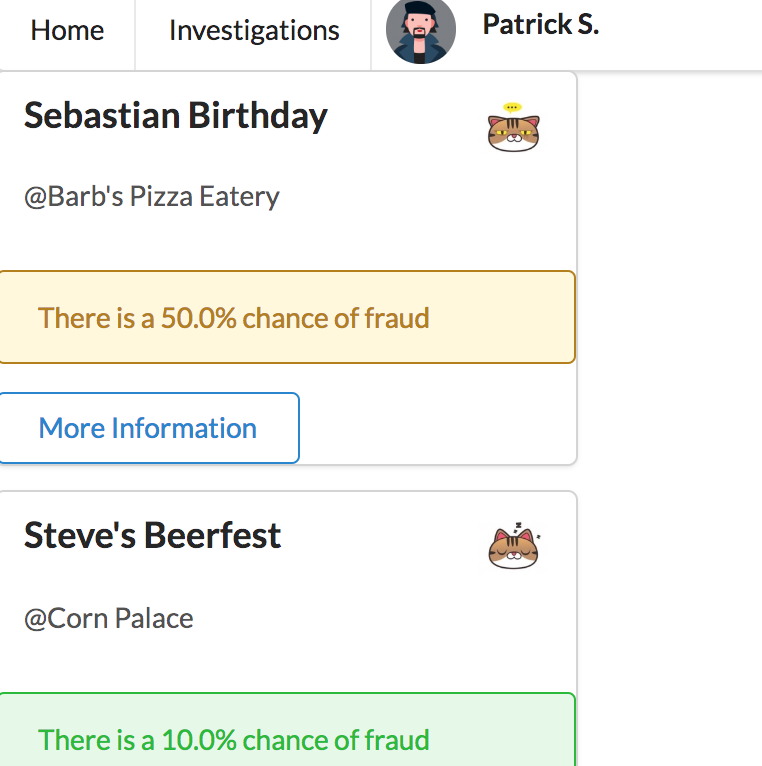 Home
Investigations
Patrick S.
Sebastian Birthday
@Barb's Pizza Eatery
There is a 50.0% chance of fraud
More Information
Steve's Beerfest
@Corn Palace
There is a 10.0% chance of fraud